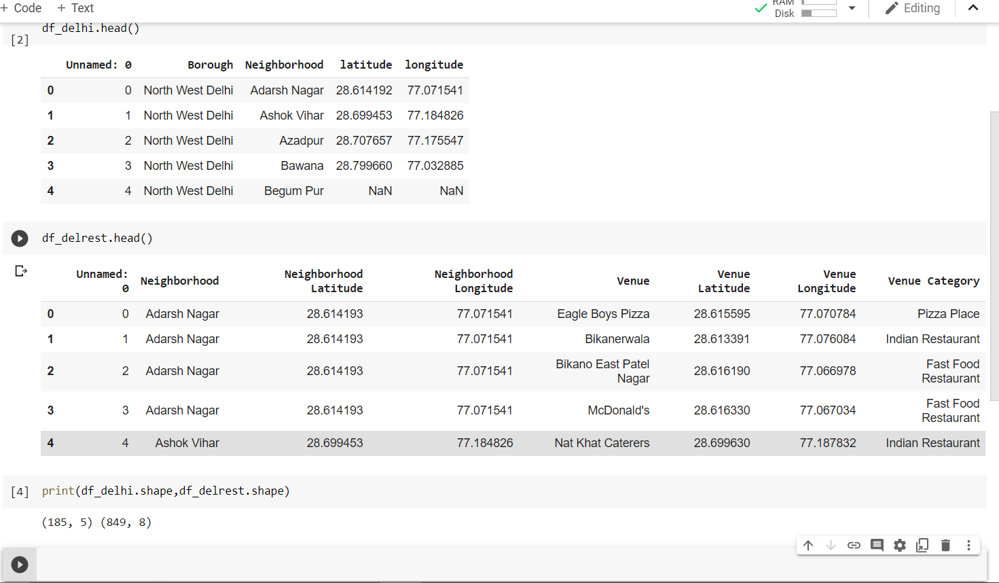 + Code + Text
RAM
Disk
Editing
df_delhi.head()
[2]
Unnamed: 0 Borough Neighborhood latitude longitude
0 0 North West Delhi Adarsh Nagar 28.614192 77.071541
1 1 North West Delhi Ashok Vihar 28.699453 77.184826
2 2 North West Delhi Azadpur 28.707657 77.175547
3 3 North West Delhi Bawana 28.799660 77.032885
4 4 North West Delhi Begum Pur NaN NaN
df_delrest.head()
Unnamed: 0 Neighborhood Neighborhood Latitude Neighborhood Longitude Venue Venue Latitude Venue Longitude Venue Category
0 0 Adarsh Nagar 28.614193 77.071541 Eagle Boys Pizza 28.615595 77.070784 Pizza Place
1 1 Adarsh Nagar 28.614193 77.071541 Bikanerwala 28.613391 77.076084 Indian Restaurant
2 2 Adarsh Nagar 28.614193 77.071541 Bikano East Patel Nagar 28.616190 77.066978 Fast Food Restaurant
3 3 Adarsh Nagar 28.614193 77.071541 McDonald's 28.616330 77.067034 Fast Food Restaurant
4 4 Ashok Vihar 28.699453 77.184826 Nat Khat Caterers 28.699630 77.187832 Indian Restaurant
[4] print(df_delhi.shape,df_delrest.shape)
(185, 5) (849, 8)